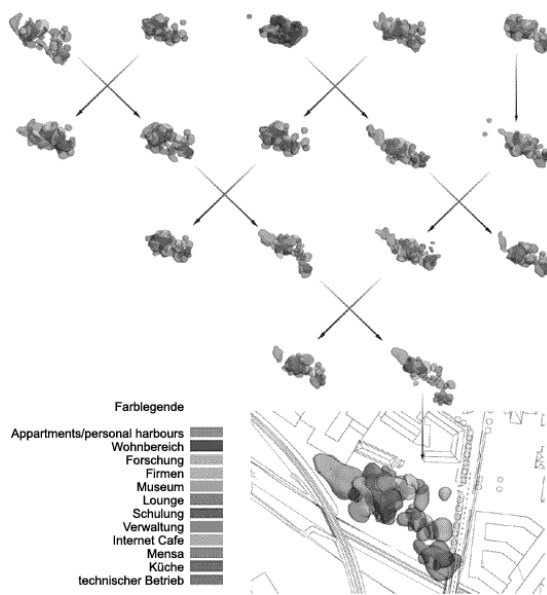 Farblegende
Appartments/personal harbours
Wohnbereich
Forschung
Firmen
Museum
Lounge
Schulung
Verwaltung
Internet Cafe
Mensa
Küche
technischer Betrieb